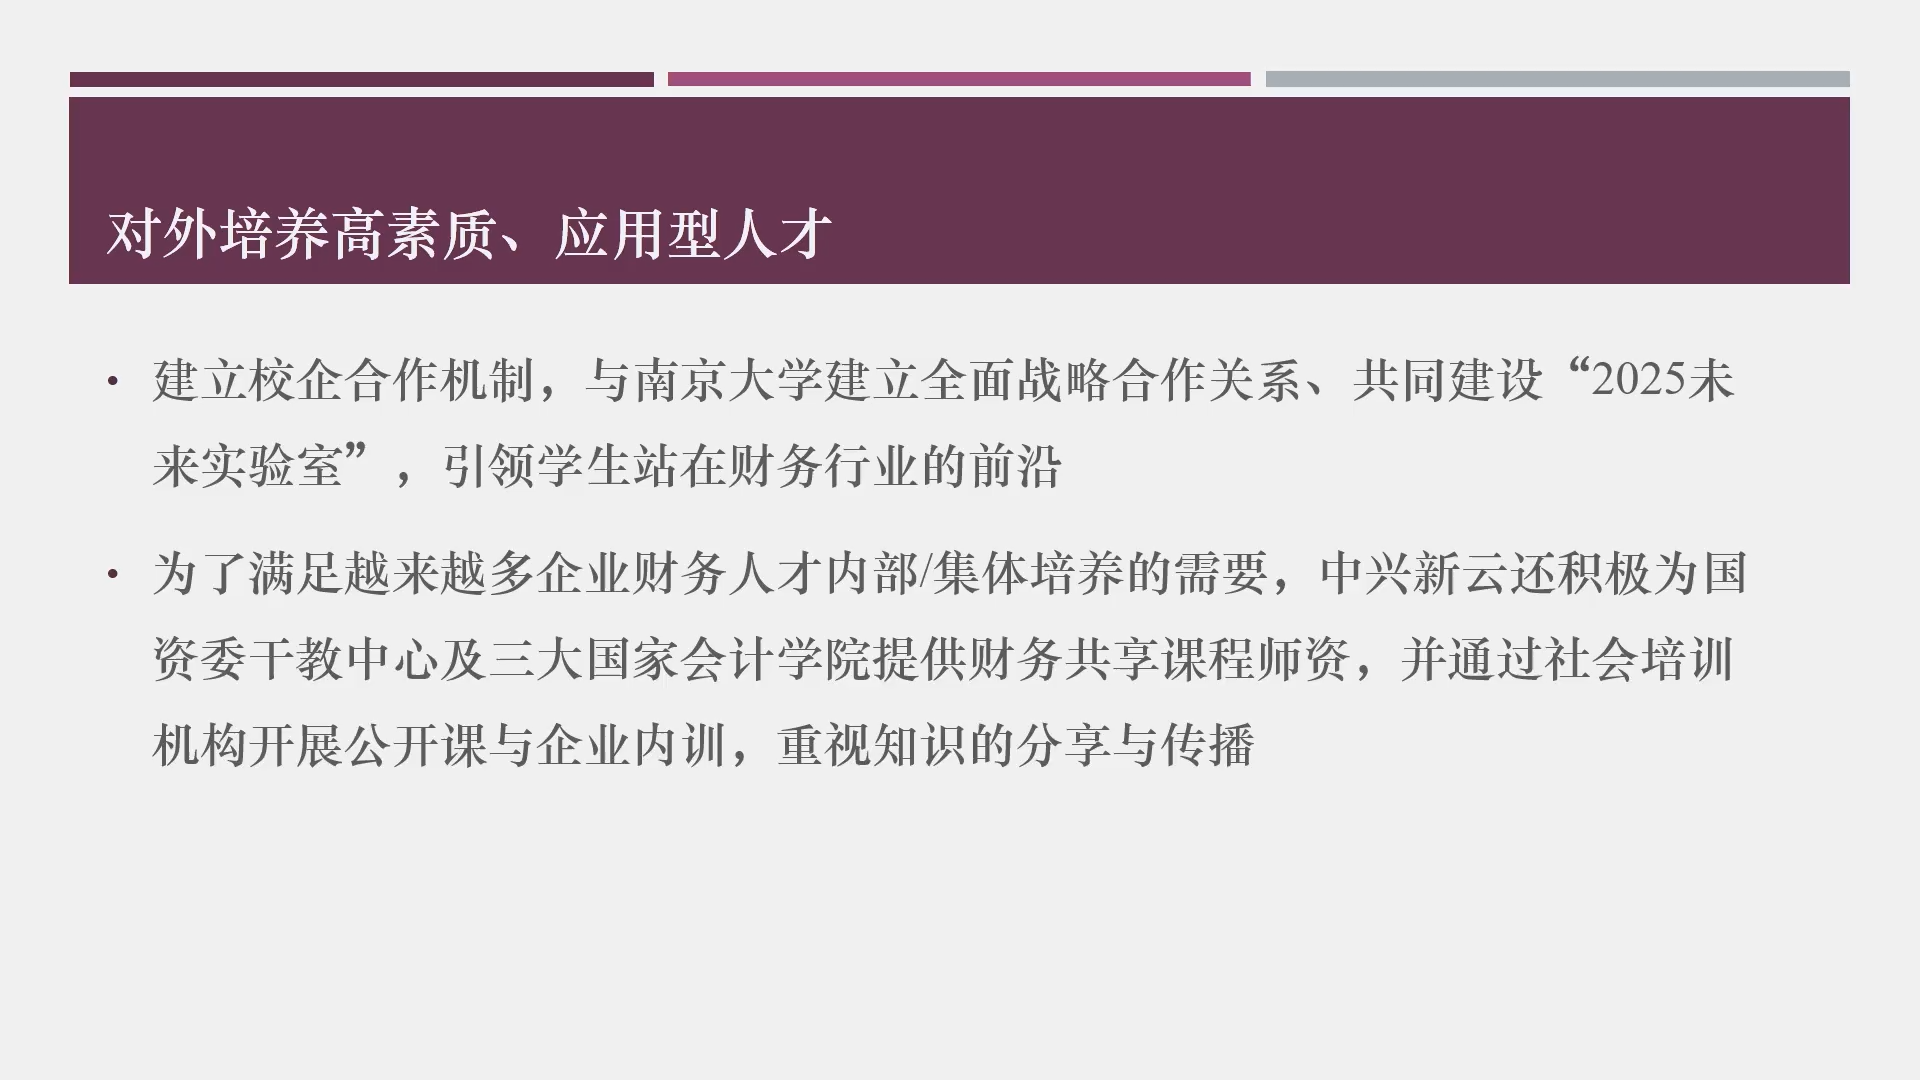 对外培养高素质、应用型人才
• 建立校企合作机制，与南京大学建立全面战略合作关系、共同建设“2025未
来实验室”，引领学生站在财务行业的前沿
• 为了满足越来越多企业财务人才内部/集体培养的需要，中兴新云还积极为国
资委干教中心及三大国家会计学院提供财务共享课程师资，并通过社会培训
机构开展公开课与企业内训，重视知识的分享与传播